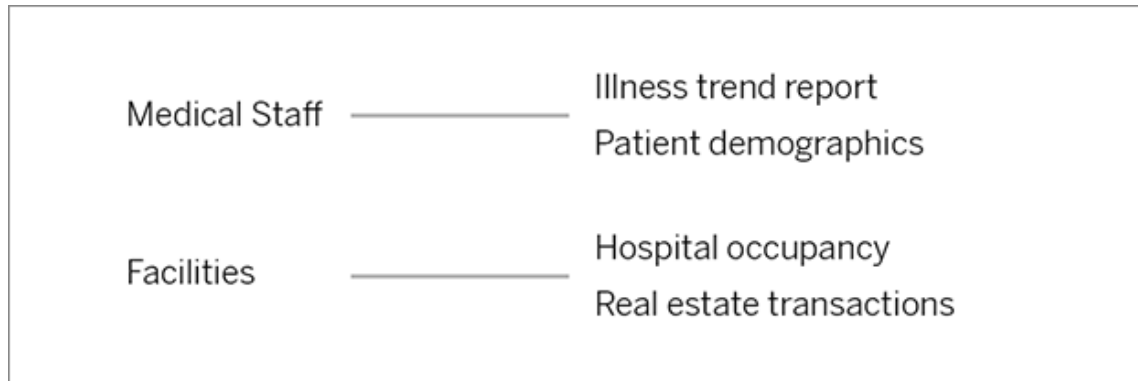 Medical Staff
Illness trend report
Patient demographics
Facilities
Hospital occupancy
Real estate transactions